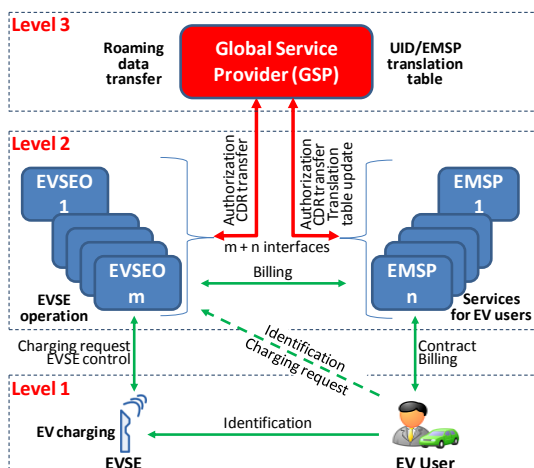 Level 3
Roaming
data
transfer
Global Service
Provider (GSP)
UID/EMSP
translation
table
Level 2
EVSEO
1
EVSEO
m
EVSE
operation
Authorization
CDR transfer
Authorization
CDR transfer
Translation
table update
m + n interfaces
Billing
EMSP
1
EMSP
n
Services
for EV users
Charging request
EVSE control
Identification
Charging request
Contract
Billing
Level 1
EV charging
EVSE
Identification
EV User